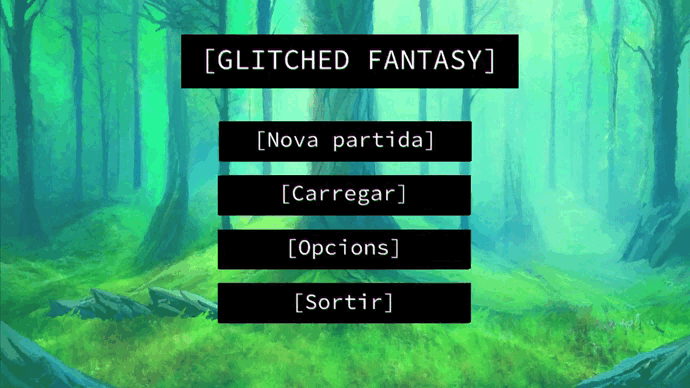 [GLITCHED FANTASY]
[Nova partida]
[Carregar]
[Opcions]
[Sortir]